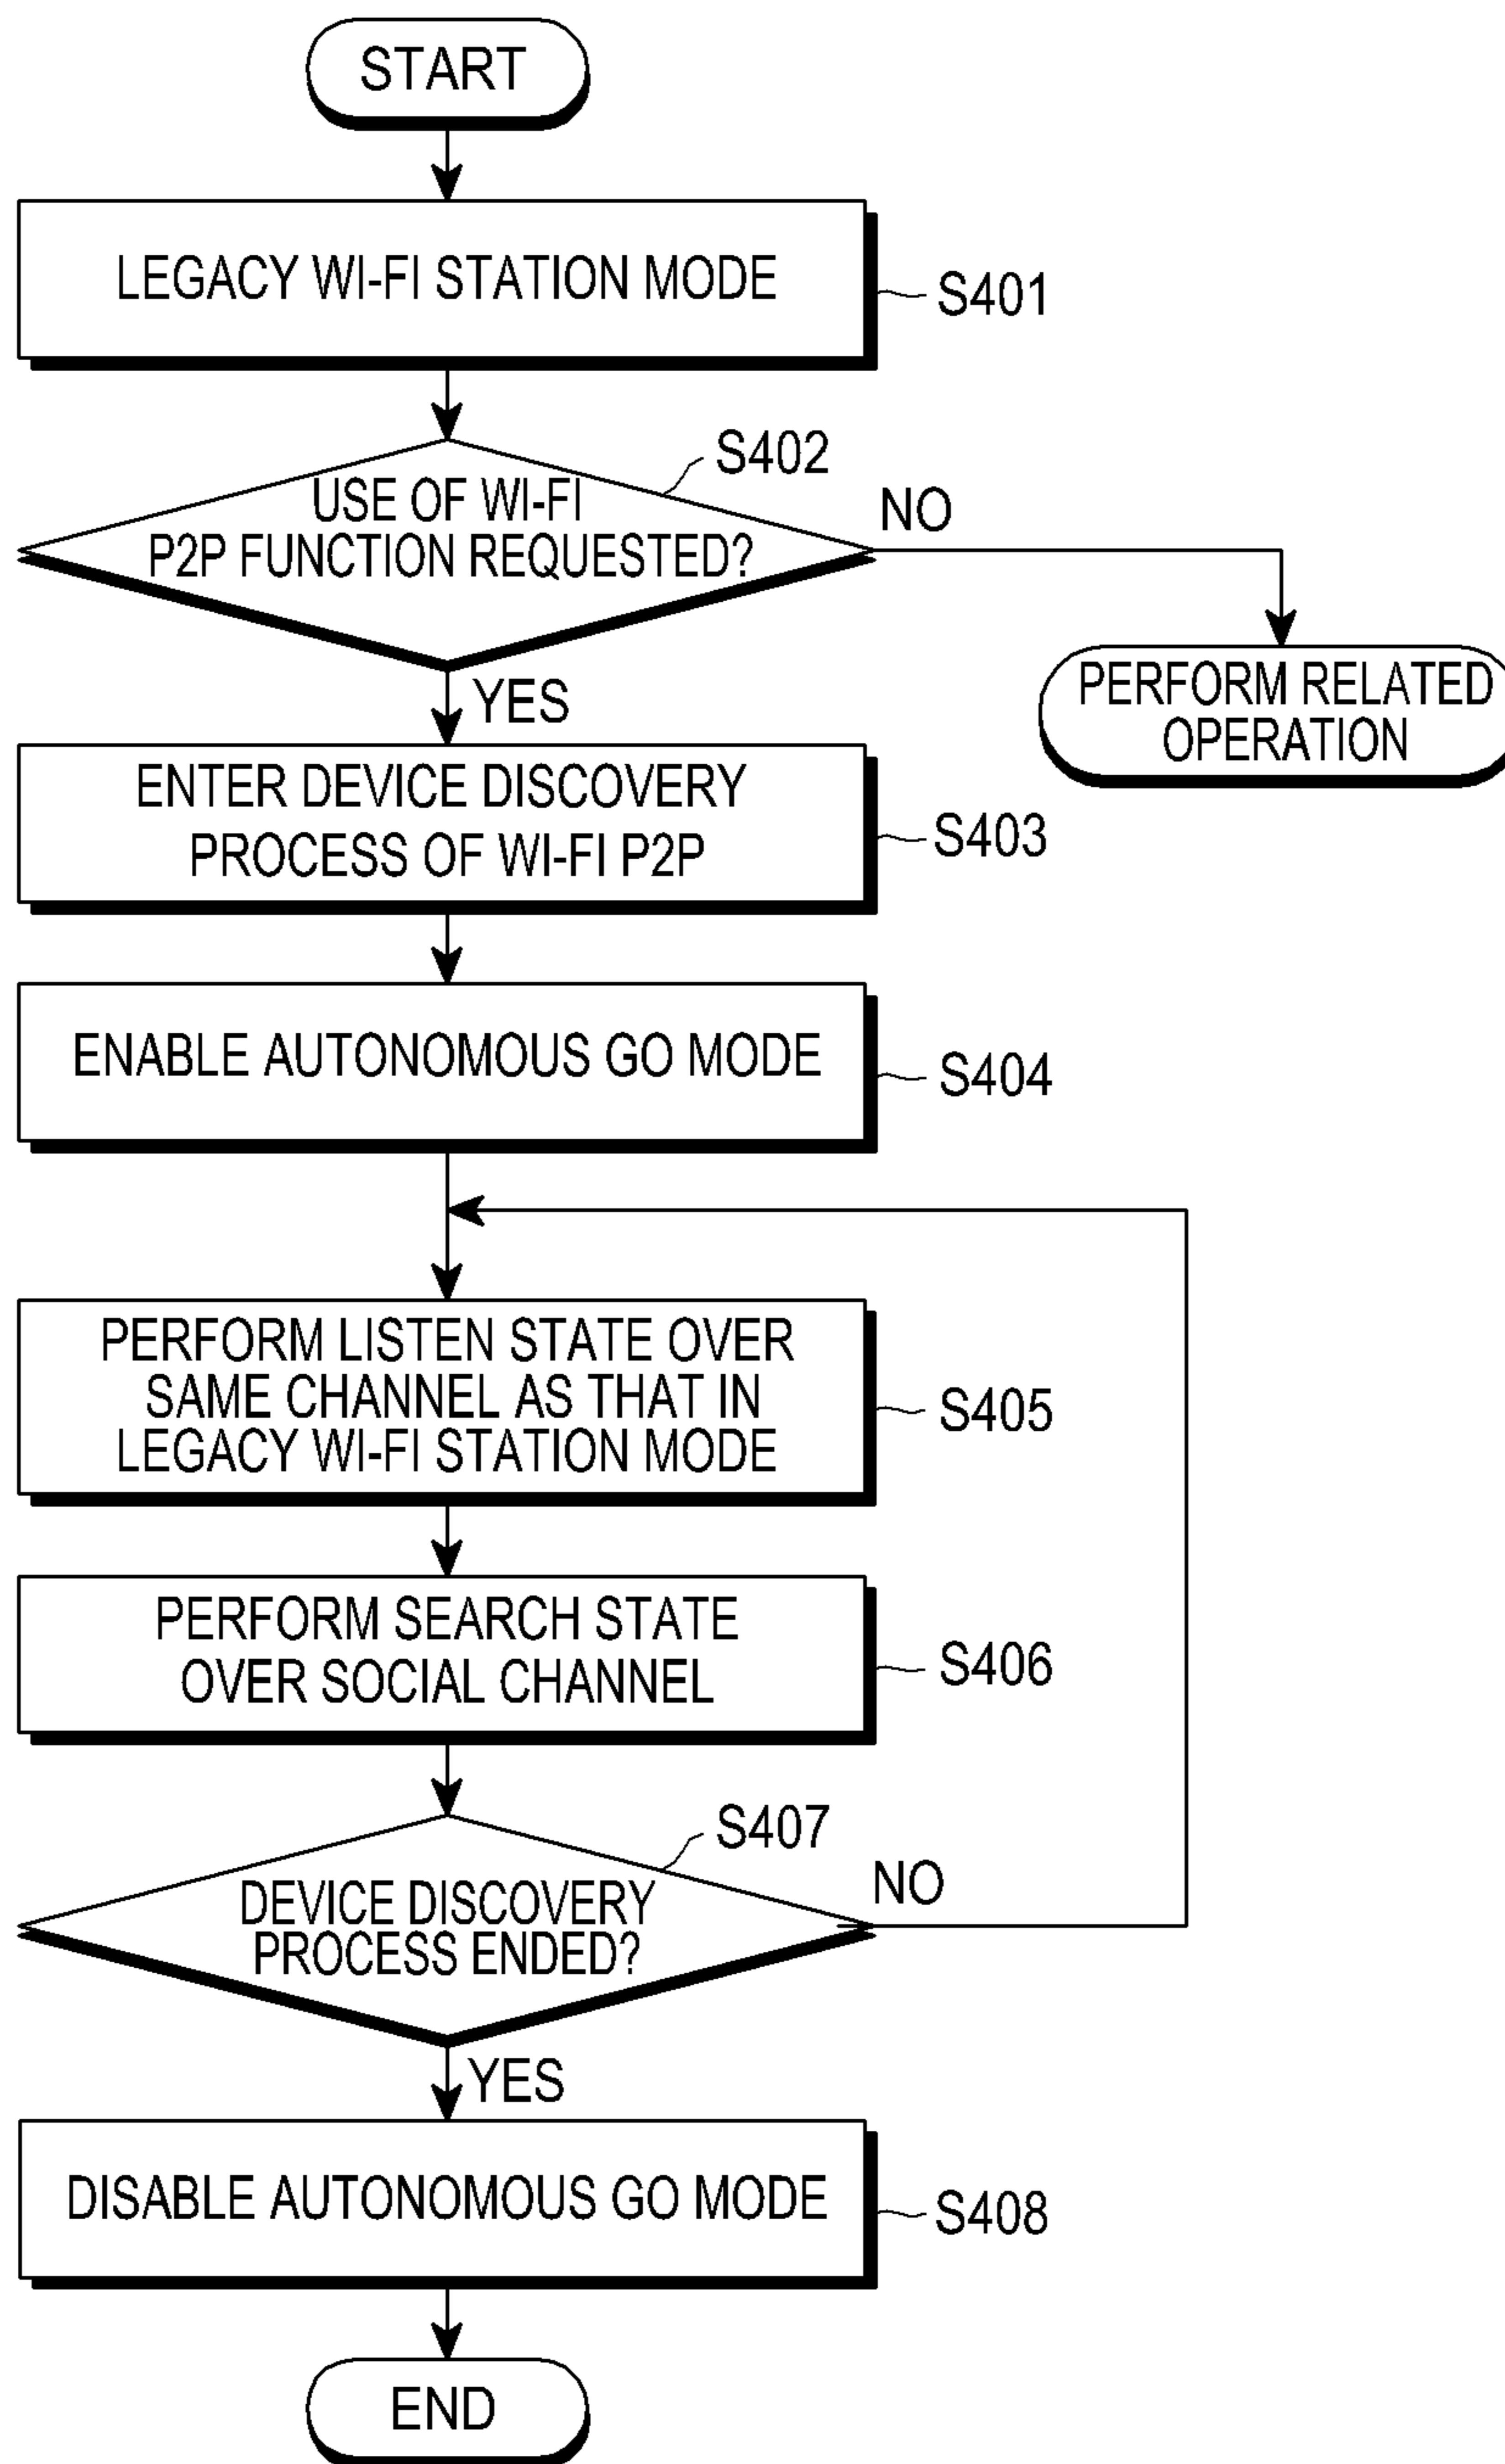 START
LEGACY WI-FI STATION MODE
S401
S402
USE OF WI-FI
P2P FUNCTION REQUESTED?
NO
YES
PERFORM RELATED
OPERATION
ENTER DEVICE DISCOVERY
PROCESS OF WI-FI P2P
S403
ENABLE AUTONOMOUS GO MODE
S404
PERFORM LISTEN STATE OVER
SAME CHANNEL AS THAT IN
LEGACY WI-FI STATION MODE
S405
PERFORM SEARCH STATE
OVER SOCIAL CHANNEL
S406
S407
DEVICE DISCOVERY
PROCESS ENDED?
NO
YES
DISABLE AUTONOMOUS GO MODE
S408
END